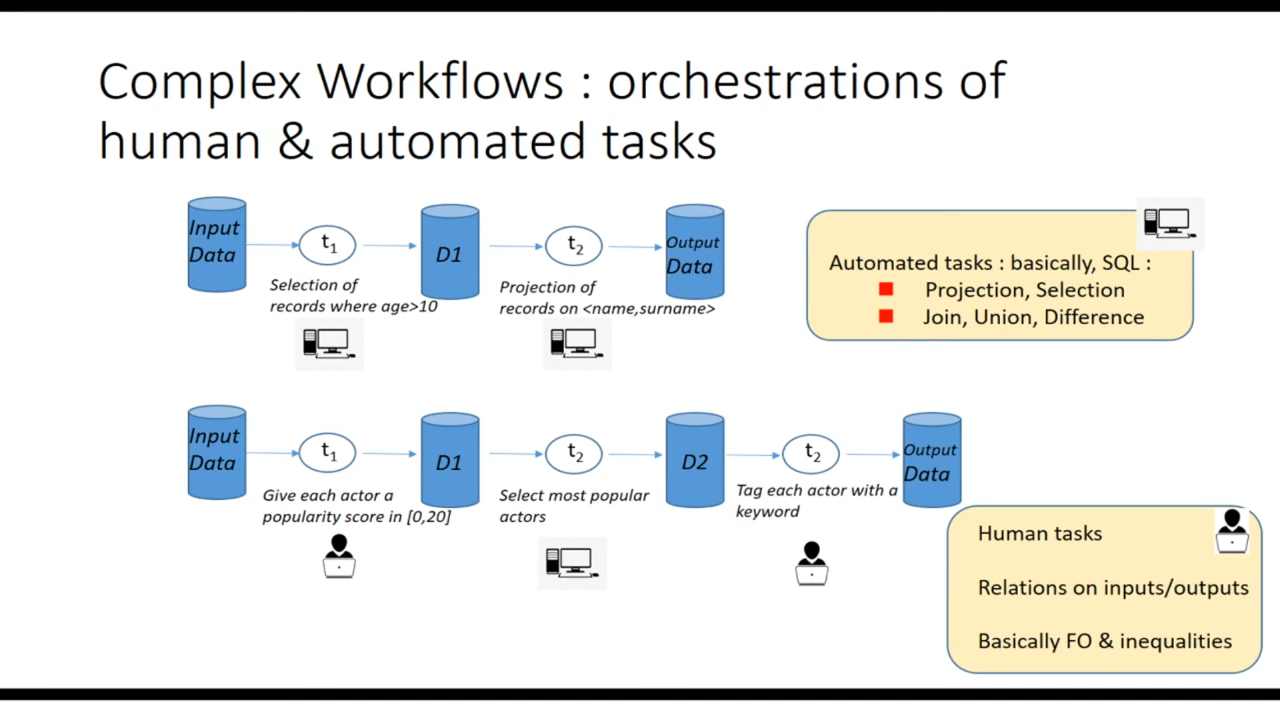 Complex Workflows : orchestrations of
human & automated tasks
Input
Data
t1
D1
t2
Output
Data
Selection of
records where age>10
Projection of
records on <name,surname>
Automated tasks : basically, SQL :
Projection, Selection
Join, Union, Difference
Input
Data
t1
D1
t2
D2
t2
Output
Data
Give each actor a
popularity score in [0,20]
Select most popular
actors
Tag each actor with a
keyword
Human tasks
Relations on inputs/outputs
Basically FO & inequalities